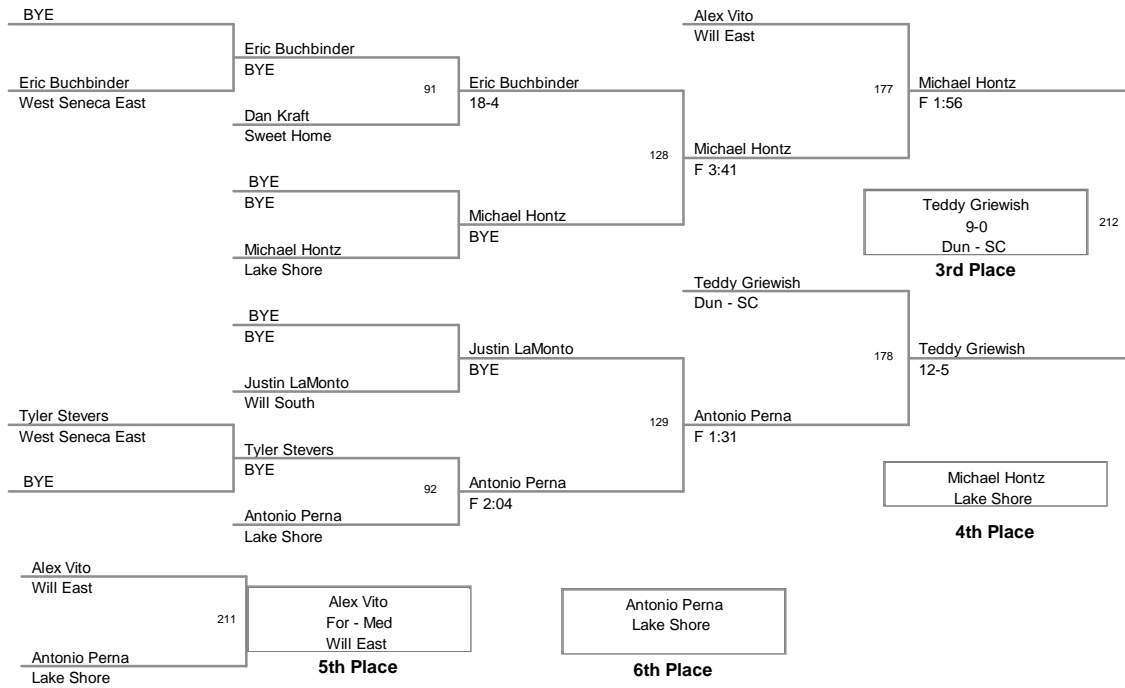 BYE
Eric Buchbinder
West Seneca East
Eric Buchbinder
BYE
91
Dan Kraft
Sweet Home
Eric Buchbinder
18-4
BYE
BYE
Michael Hontz
Lake Shore
Michael Hontz
BYE
128
Michael Hontz
F 3:41
Alex Vito
Will East
177
Michael Hontz
F 1:56
Teddy Griewish
9-0
Dun - SC
212
3rd Place
BYE
BYE
Justin LaMonto
Will South
Justin LaMonto
BYE
Tyler Stevers
West Seneca East
BYE
Tyler Stevers
BYE
92
Antonio Perna
Lake Shore
Antonio Perna
F 2:04
129
Antonio Perna
F 1:31
Teddy Griewish
Dun - SC
178
Teddy Griewish
12-5
Michael Hontz
Lake Shore
4th Place
Alex Vito
Will East
211
Antonio Perna
Lake Shore
Alex Vito
For - Med
Will East
5th Place
Antonio Perna
Lake Shore
6th Place